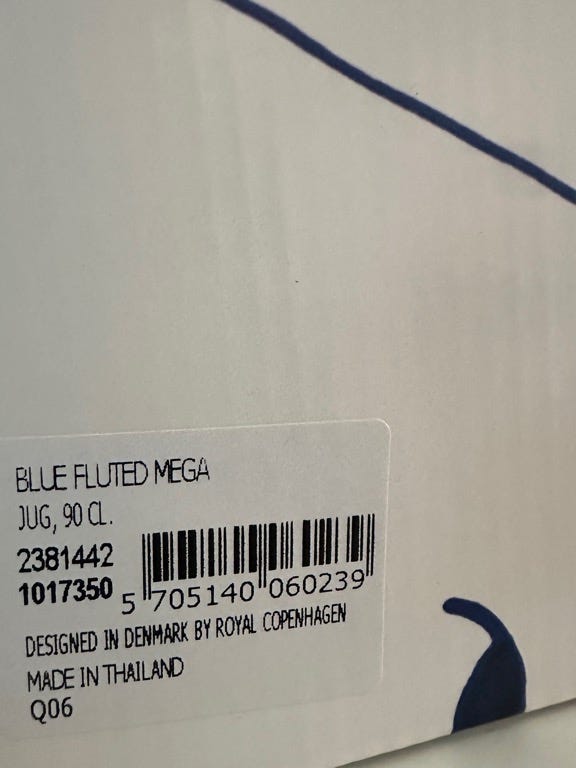 BLUE FLUTED MEGA
JUG, 90 CL.
2381442
1017350
5 705140 060239
DESIGNED IN DENMARK BY ROYAL COPENHAGEN
MADE IN THAILAND
Q06